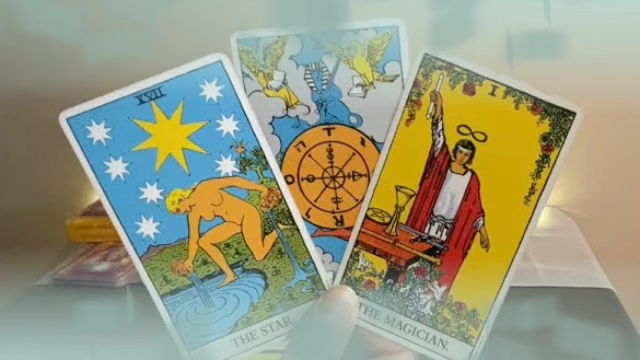 XVII
THE STAR
T
A
R
O
I
THE MAGICIAN.